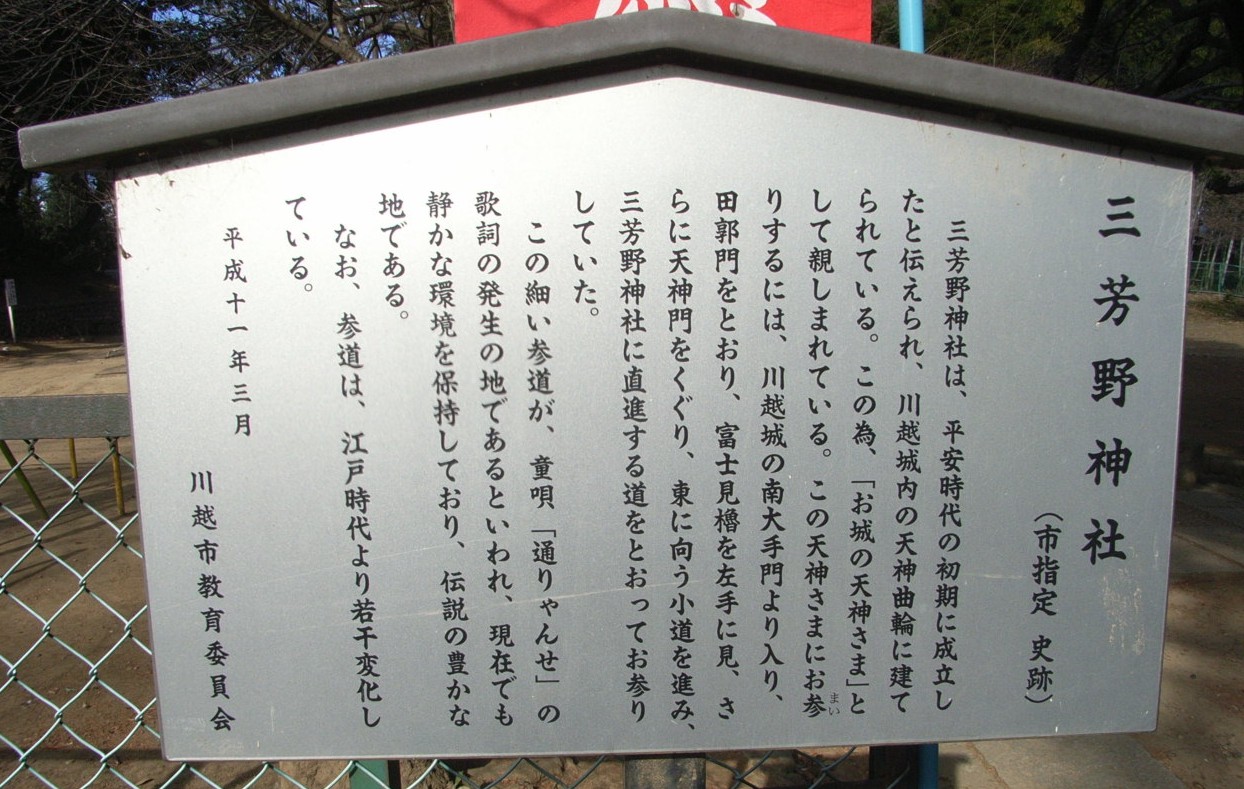 三芳野神社
（市指定 史跡）
三芳野神社は、平安時代の初期に成立し
たと伝えられ、川越城内の天神曲輪に建て
られている。この為、「お城の天神さま」と
して親しまれている。この天神さまにお参
まい
りするには、川越城の南大手門より入り、
田郭門をとおり、富士見櫓を左手に見、さ
らに天神門をくぐり、東に向う小道を進み、
三芳野神社に直進する道をとおってお参り
していた。
この細い参道が、童唄「通りゃんせ」の
歌詞の発生の地であるといわれ、現在でも
静かな環境を保持しており、伝説の豊かな
地である。
なお、参道は、江戸時代より若干変化し
ている。
平成十一年三月
川越市教育委員会